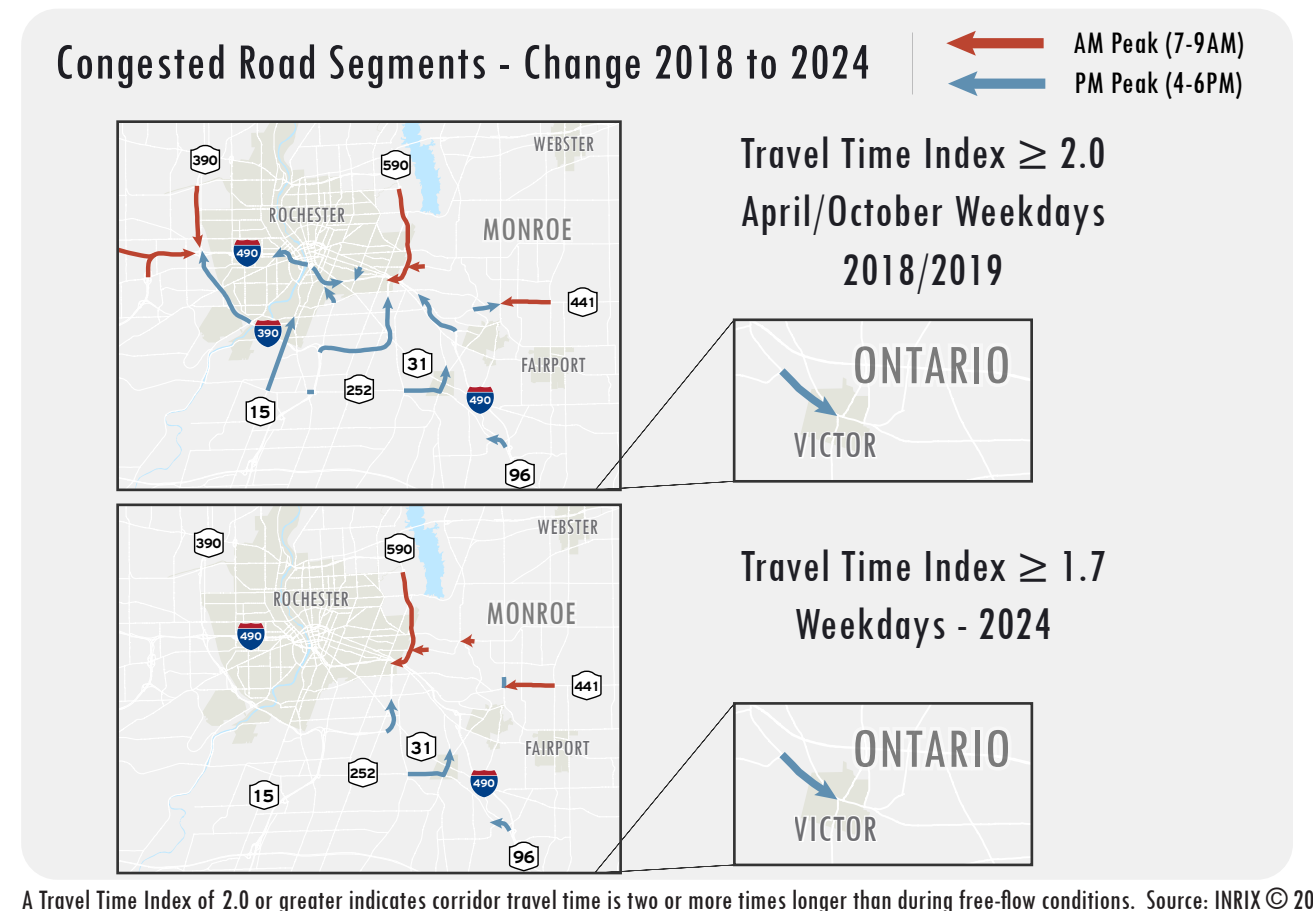 Congested Road Segments - Change 2018 to 2024
AM Peak (7-9AM)
PM Peak (4-6PM)
390
590
WEBSTER
ROCHESTER
MONROE
490
441
390
31
FAIRPORT
252
490
15
96
Travel Time Index ≥ 2.0
April/October Weekdays
2018/2019
ONTARIO
VICTOR
390
590
WEBSTER
ROCHESTER
MONROE
490
441
31
FAIRPORT
252
490
15
96
Travel Time Index ≥ 1.7
Weekdays - 2024
ONTARIO
VICTOR
A Travel Time Index of 2.0 or greater indicates corridor travel time is two or more times longer than during free-flow conditions. Source: INRIX © 20